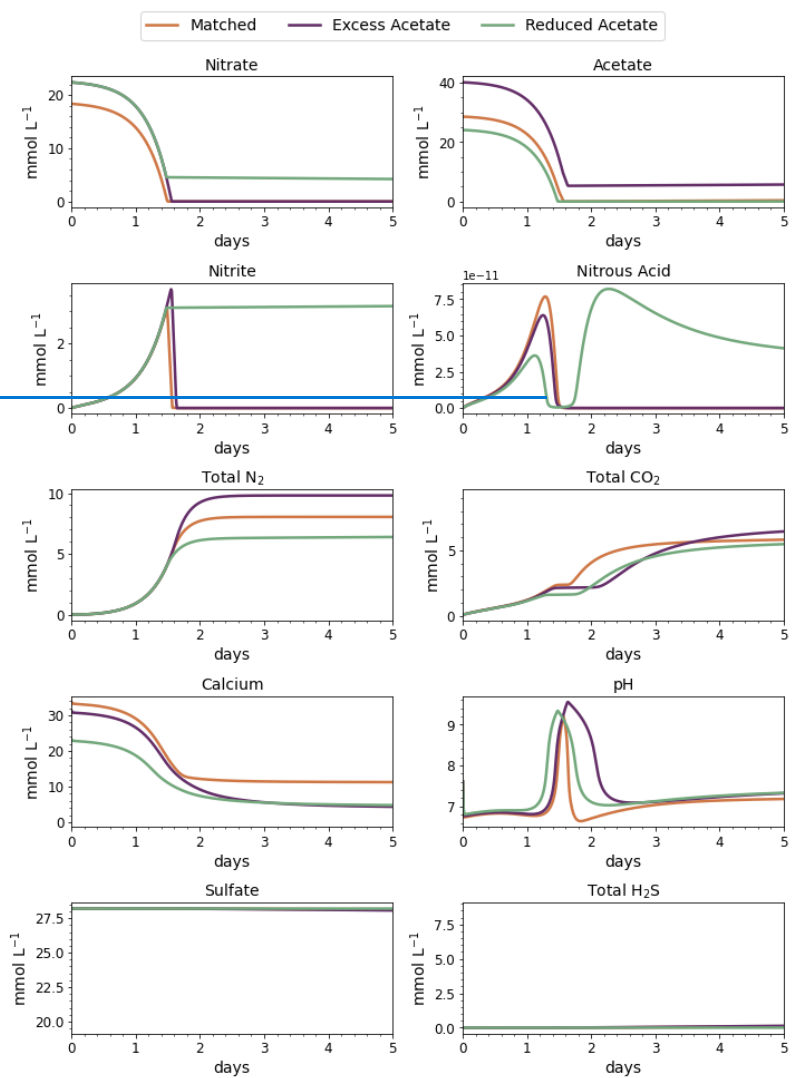 Matched Excess Acetate Reduced Acetate
Nitrate
mmol L⁻¹
20
10
0
0 1 2 3 4 5
days
Acetate
mmol L⁻¹
40
20
0
0 1 2 3 4 5
days
Nitrite
mmol L⁻¹
2
0
0 1 2 3 4 5
days
Nitrous Acid
1e−11
mmol L⁻¹
7.5
5.0
2.5
0.0
0 1 2 3 4 5
days
Total N₂
mmol L⁻¹
10
5
0
0 1 2 3 4 5
days
Total CO₂
mmol L⁻¹
5
0
0 1 2 3 4 5
days
Calcium
mmol L⁻¹
30
20
10
0
0 1 2 3 4 5
days
pH
9
8
7
0 1 2 3 4 5
days
Sulfate
mmol L⁻¹
27.5
25.0
22.5
20.0
0 1 2 3 4 5
days
Total H₂S
mmol L⁻¹
7.5
5.0
2.5
0.0
0 1 2 3 4 5
days